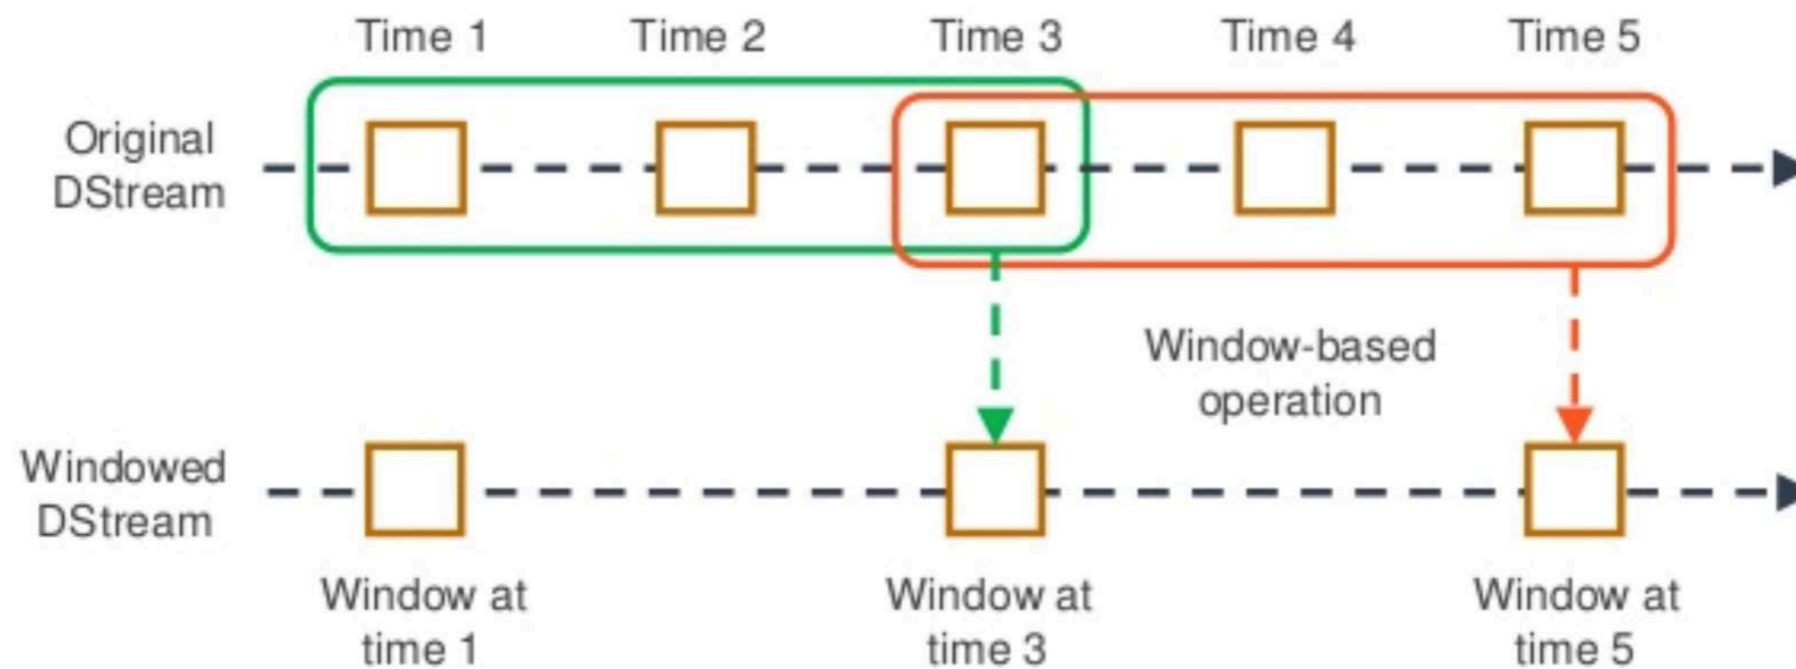 Time 1 Time 2 Time 3 Time 4 Time 5
Original
DStream
Window-based
operation
Windowed
DStream
Window at
time 1
Window at
time 3
Window at
time 5